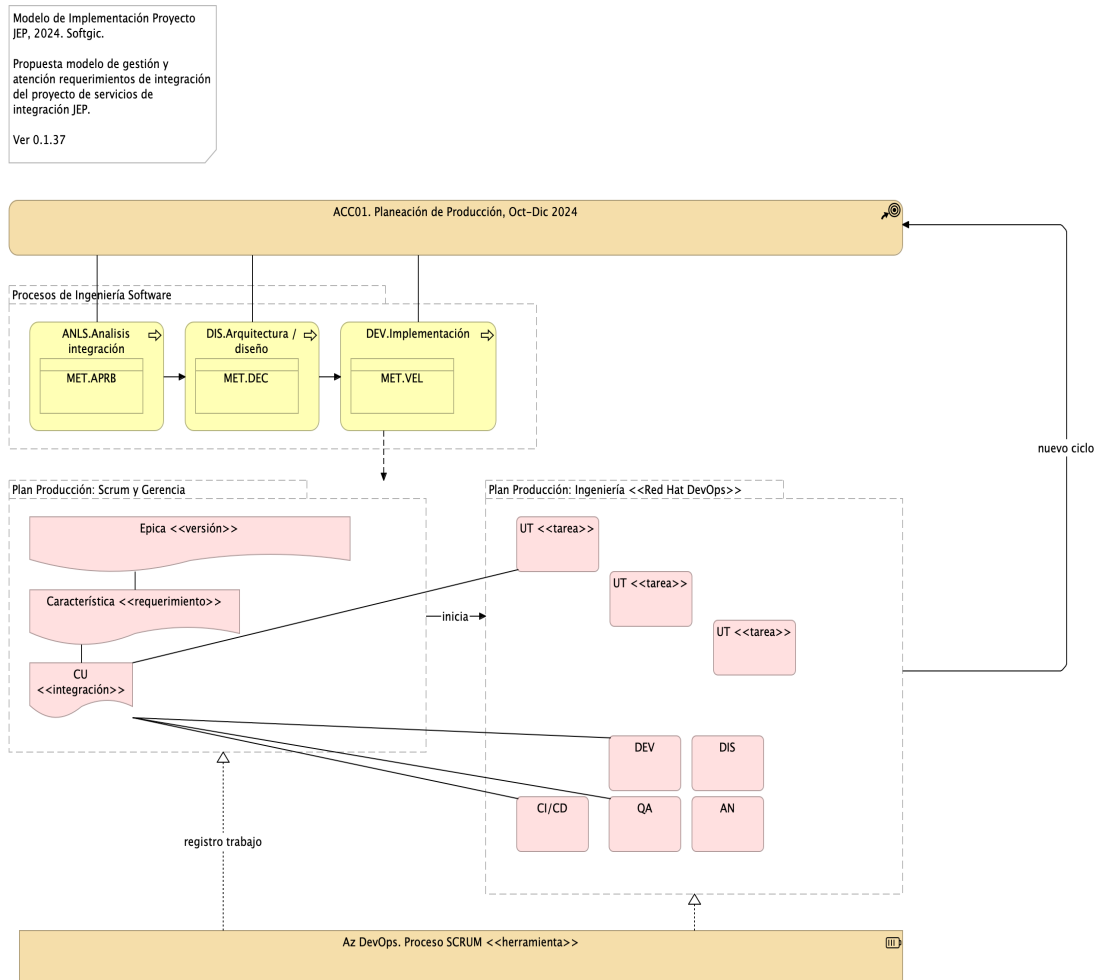 Modelo de Implementación Proyecto
JEP, 2024. Softgic.
Propuesta modelo de gestión y
atención requerimientos de integración
del proyecto de servicios de
integración JEP.
Ver 0.1.37
ACC01. Planeación de Producción, Oct-Dic 2024
Procesos de Ingeniería Software
ANLS.Analisis
integración
MET.APRB
DIS.Arquitectura /
diseño
MET.DEC
DEV.Implementación
MET.VEL
nuevo ciclo
Plan Producción: Scrum y Gerencia
Epica <<versión>>
Característica <<requerimiento>>
CU
<<integración>>
inicia
Plan Producción: Ingeniería <<Red Hat DevOps>>
UT <<tarea>>
UT <<tarea>>
UT <<tarea>>
DEV
DIS
CI/CD
QA
AN
registro trabajo
Az DevOps. Proceso SCRUM <<herramienta>>